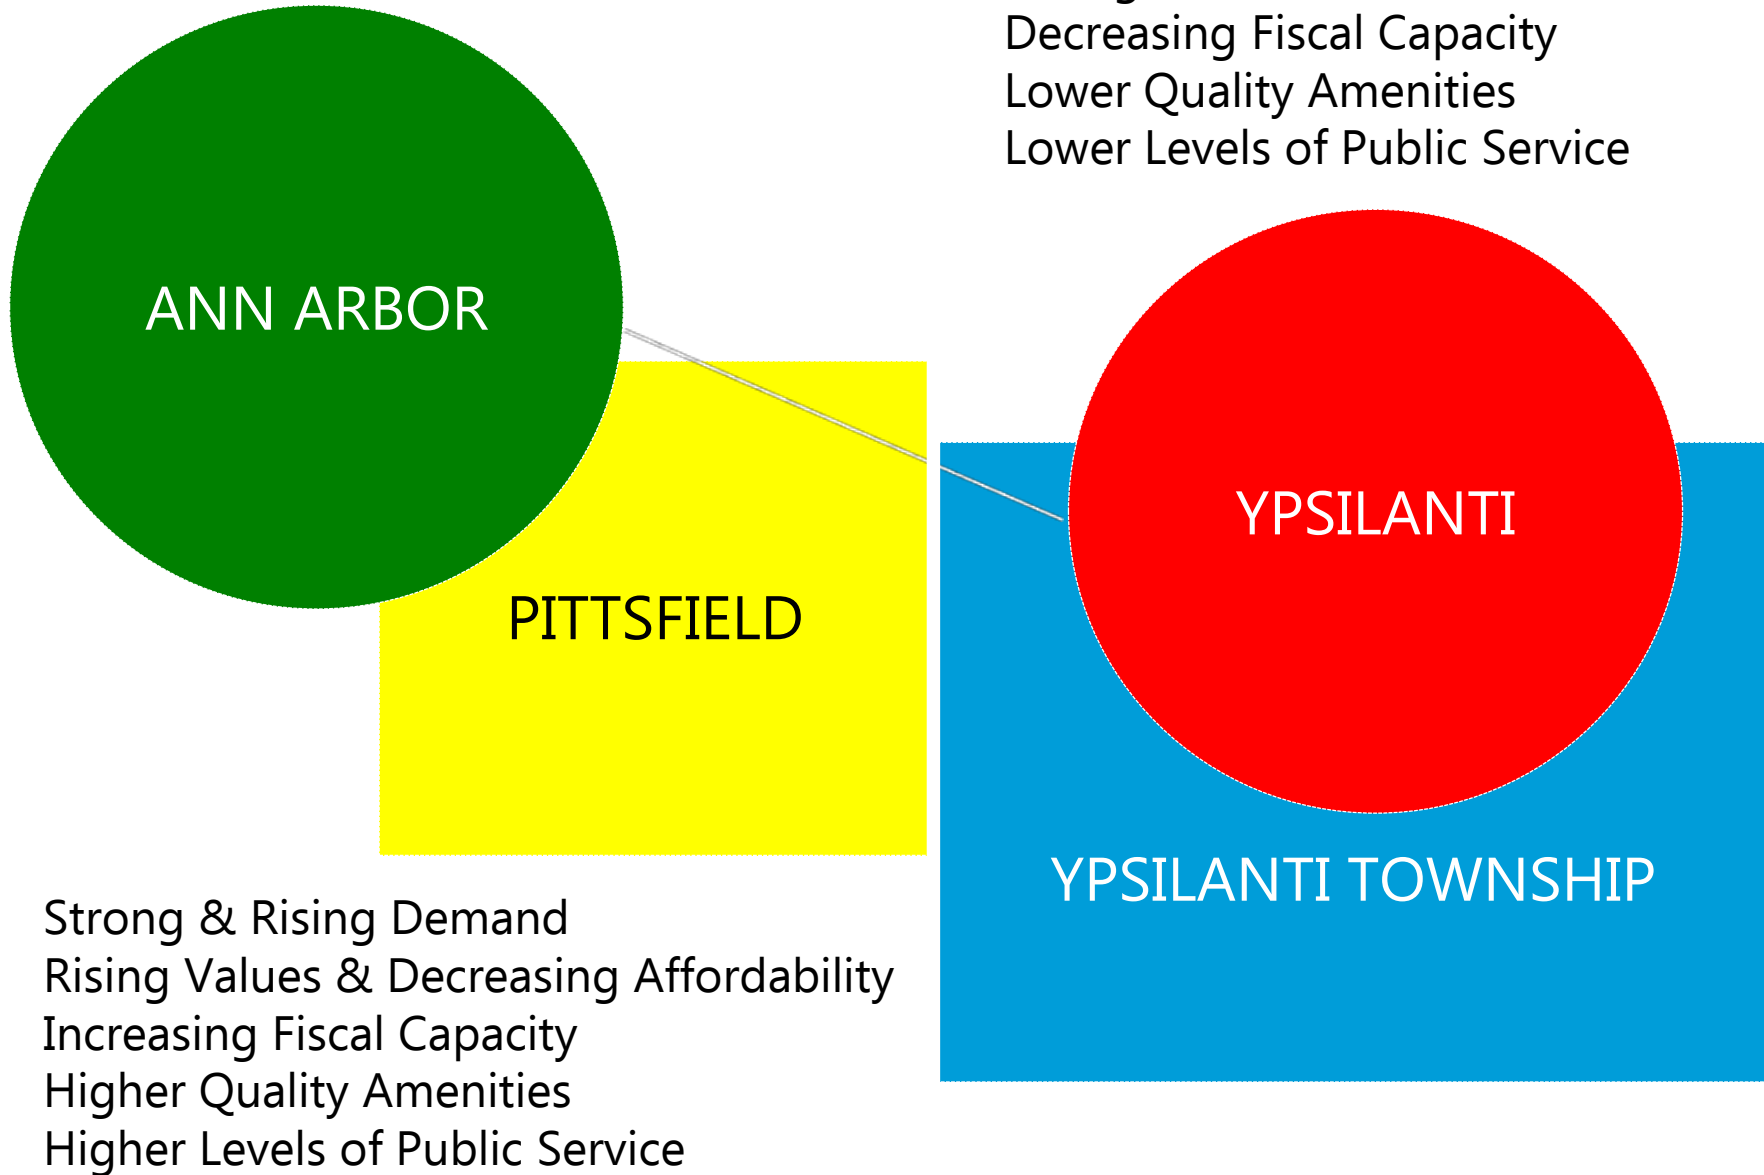 Decreasing Fiscal Capacity
Lower Quality Amenities
Lower Levels of Public Service
ANN ARBOR
YPSILANTI
PITTSFIELD
YPSILANTI TOWNSHIP
Strong & Rising Demand
Rising Values & Decreasing Affordability
Increasing Fiscal Capacity
Higher Quality Amenities
Higher Levels of Public Service